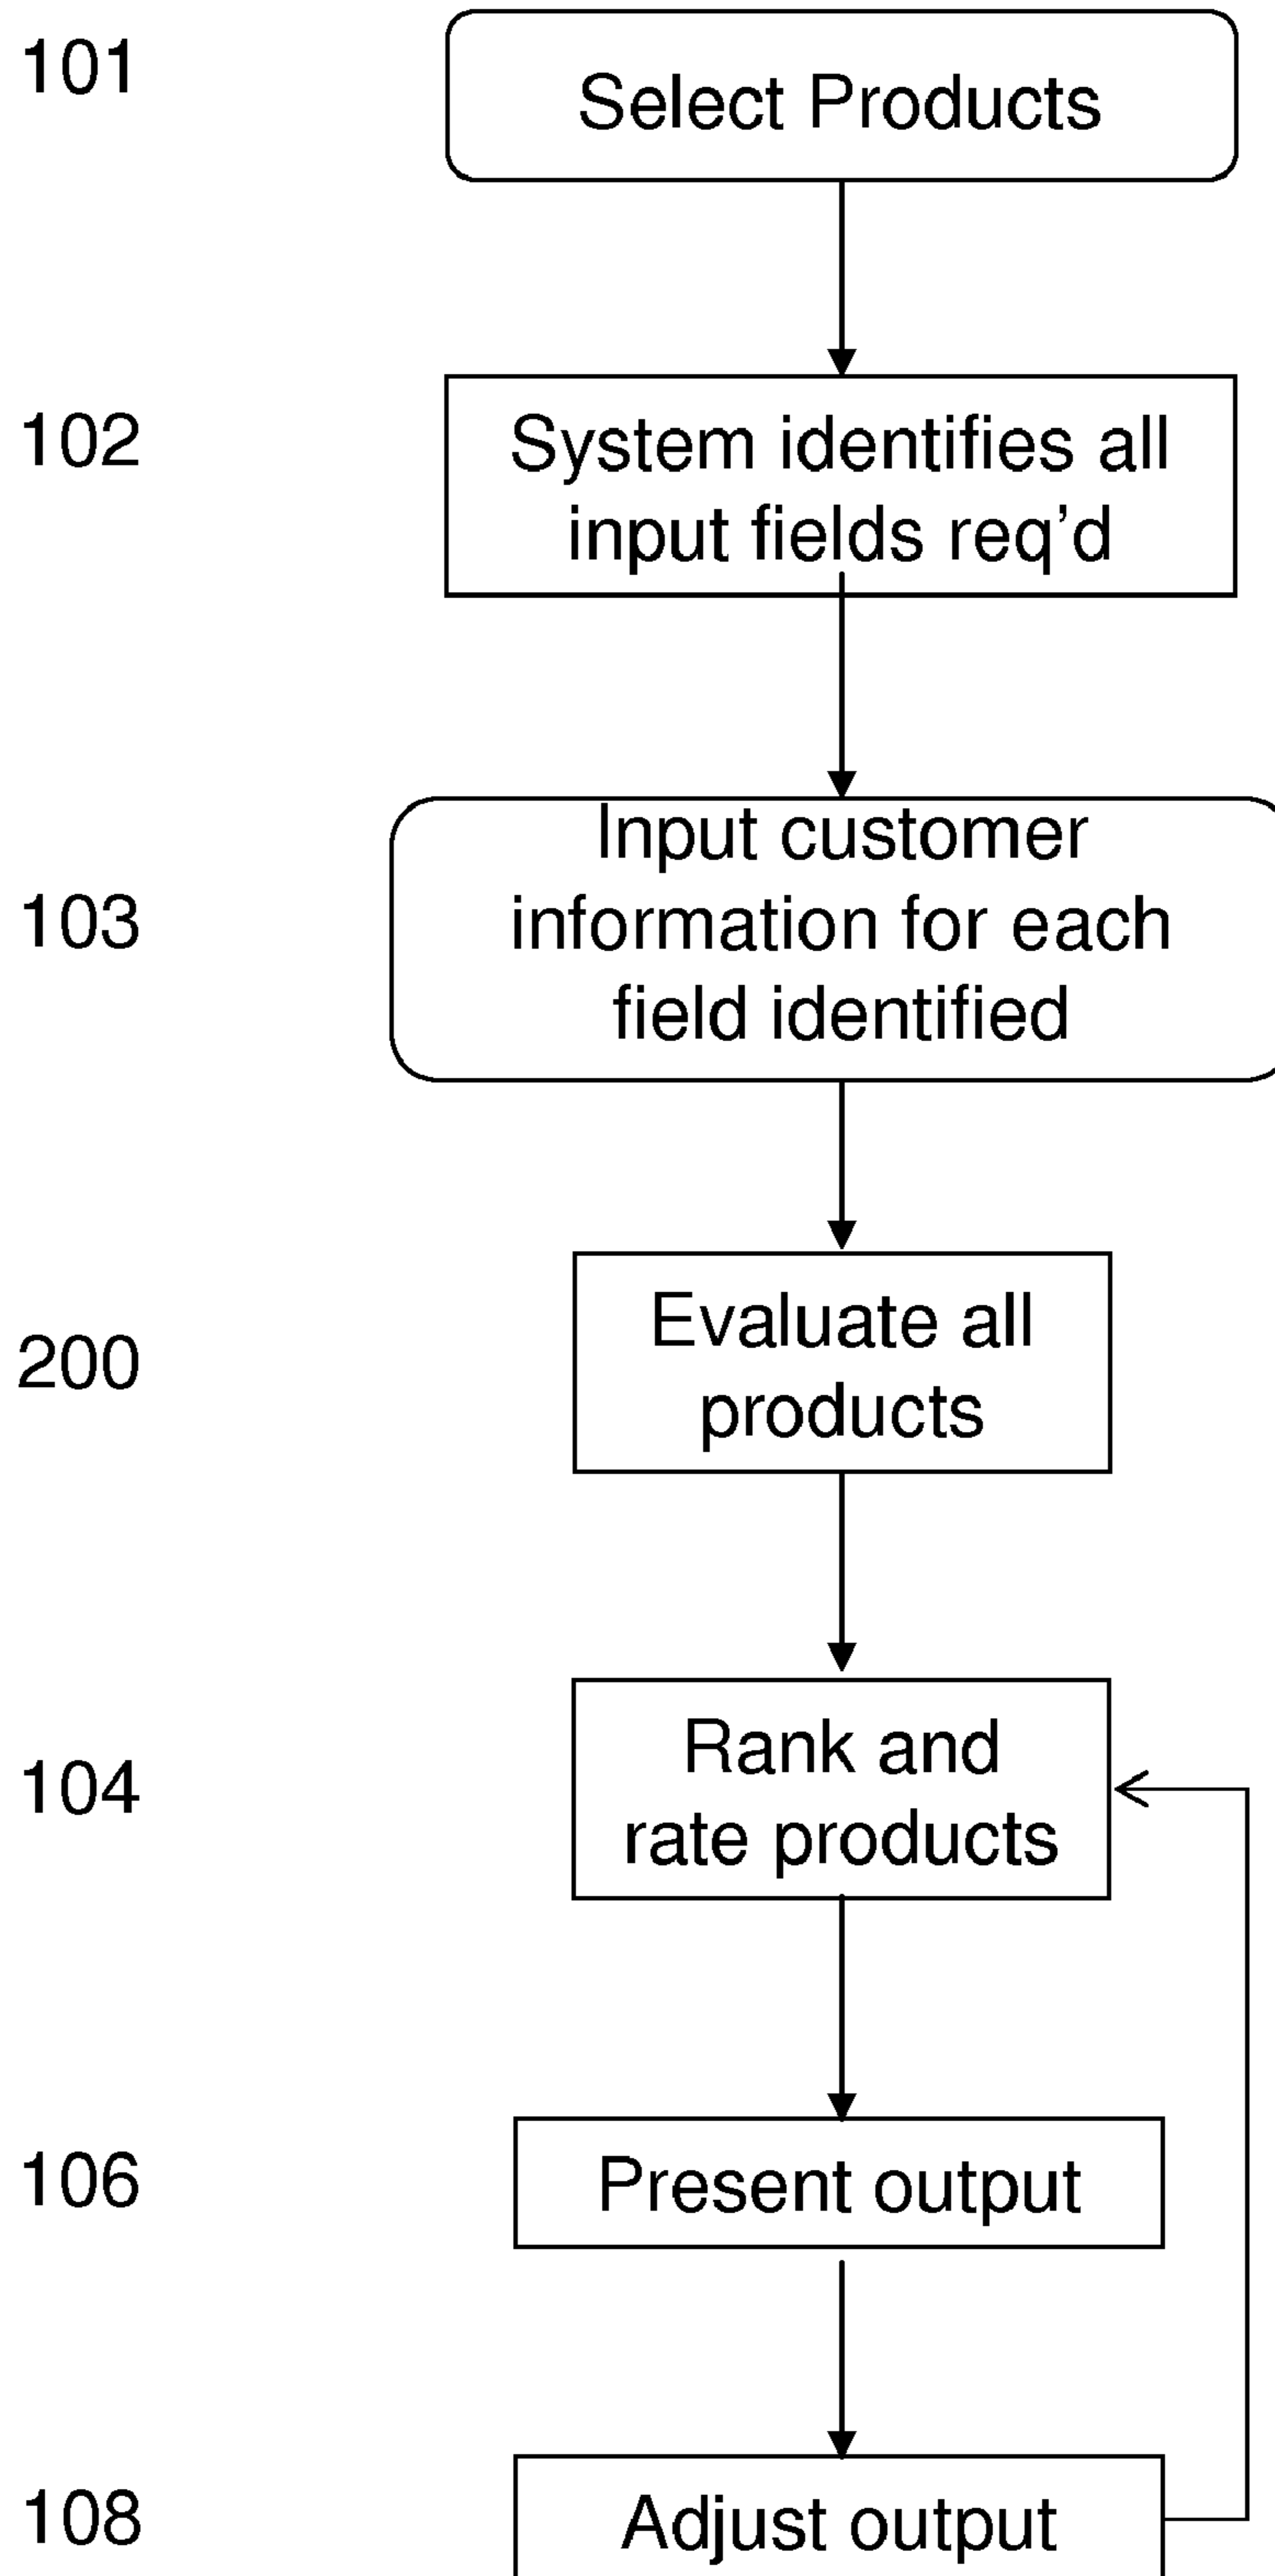 101
Select Products
102
System identifies all
input fields req’d
103
Input customer
information for each
field identified
200
Evaluate all
products
104
Rank and
rate products
106
Present output
108
Adjust output